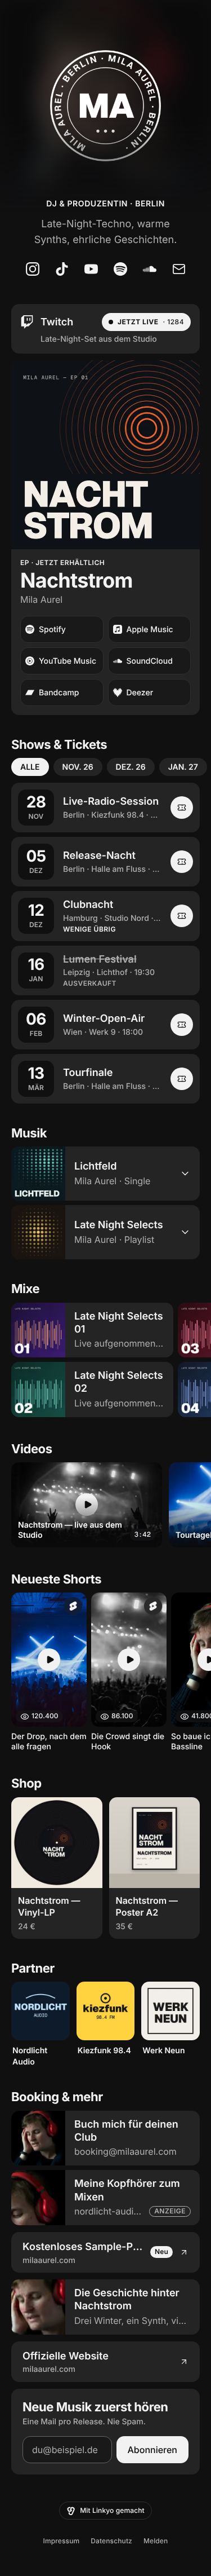 MILA AUREL · BERLIN · MILA AUREL · BERLIN ·
MA
DJ & PRODUZENTIN · BERLIN
Late-Night-Techno, warme
Synths, ehrliche Geschichten.
Twitch
JETZT LIVE · 1284
Late-Night-Set aus dem Studio
MILA AUREL — EP 01
NACHT
STROM
EP · JETZT ERHÄLTLICH
Nachtstrom
Mila Aurel
Spotify
Apple Music
YouTube Music
SoundCloud
Bandcamp
Deezer
Shows & Tickets
ALLE
NOV. 26
DEZ. 26
JAN. 27
28
NOV
Live-Radio-Session
Berlin · Kiezfunk 98.4 · ...
05
DEZ
Release-Nacht
Berlin · Halle am Fluss · ...
12
DEZ
Clubnacht
Hamburg · Studio Nord ·...
WENIGE ÜBRIG
16
JAN
Lumen Festival
Leipzig · Lichthof · 19:30
AUSVERKAUFT
06
FEB
Winter-Open-Air
Wien · Werk 9 · 18:00
13
MÄR
Tourfinale
Berlin · Halle am Fluss · ...
Musik
LICHTFELD
Lichtfeld
Mila Aurel · Single
Late Night Selects
Mila Aurel · Playlist
Mixe
01
Late Night Selects
01
Live aufgenommen...
03
02
Late Night Selects
02
Live aufgenommen...
04
Videos
Nachtstrom — live aus dem
Studio
3:42
Tourtage
Neueste Shorts
120.400
86.100
41.800
Der Drop, nach dem
alle fragen
Die Crowd singt die
Hook
So baue ic
Bassline
Shop
NACHT
STROM
NACHT
STROM
NACHTSTROM
Nachtstrom —
Vinyl-LP
24 €
Nachtstrom —
Poster A2
35 €
Partner
NORDLICHT
AUDIO
kiezfunk
98.4 FM
WERK
NEUN
Nordlicht
Audio
Kiezfunk 98.4
Werk Neun
Booking & mehr
Buch mich für deinen
Club
booking@milaaurel.com
Meine Kopfhörer zum
Mixen
nordlicht-audi...
ANZEIGE
Kostenloses Sample-P...
milaaurel.com
Neu
Die Geschichte hinter
Nachtstrom
Drei Winter, ein Synth, vi...
Offizielle Website
milaaurel.com
Neue Musik zuerst hören
Eine Mail pro Release. Nie Spam.
du@beispiel.de
Abonnieren
Mit Linkyo gemacht
Impressum
Datenschutz
Melden